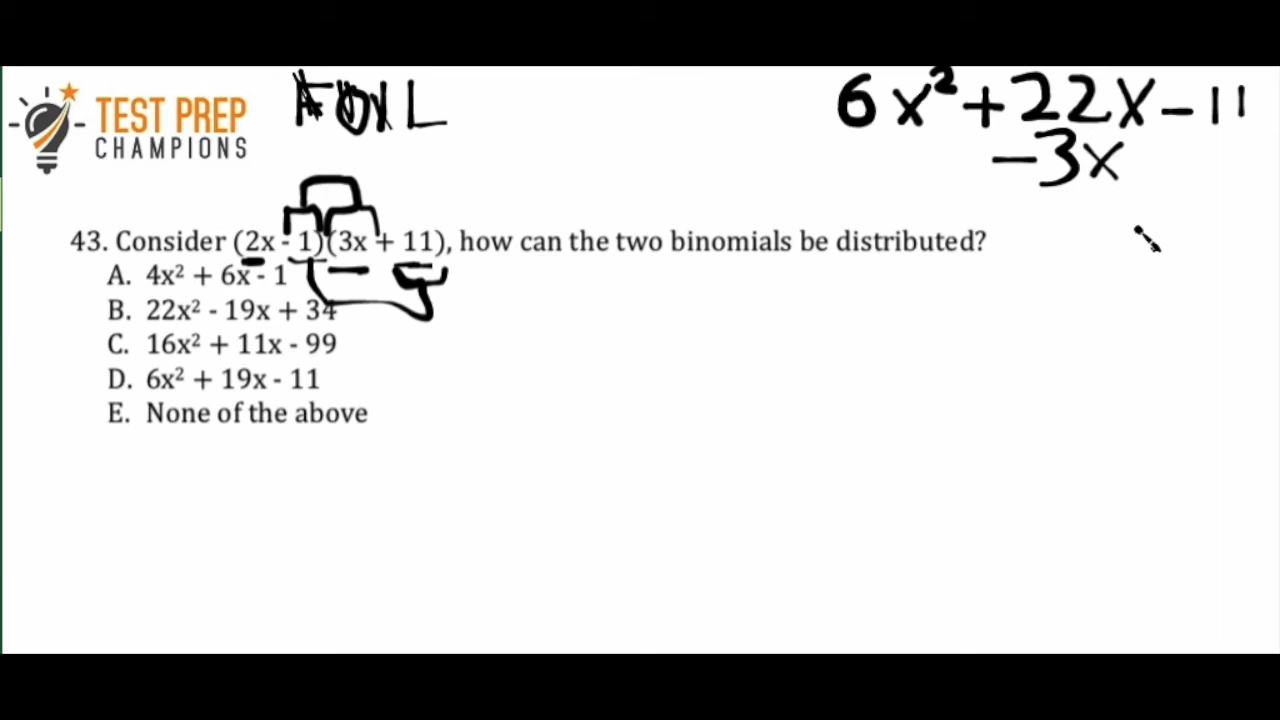 TEST PREP
CHAMPIONS
FOIL
6x²+22x-11
-3x
43. Consider (2x - 1)(3x + 11), how can the two binomials be distributed?
A. 4x² + 6x - 1
B. 22x² - 19x + 34
C. 16x² + 11x - 99
D. 6x² + 19x - 11
E. None of the above